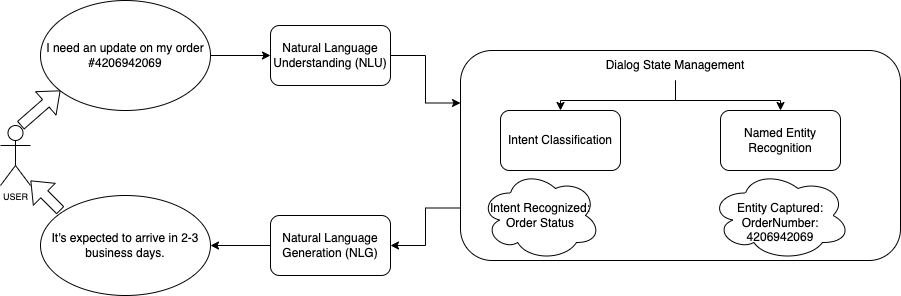 I need an update on my order
#4206942069
Natural Language
Understanding (NLU)
Dialog State Management
Intent Classification
Named Entity
Recognition
USER
Intent Recognized:
Order Status
Entity Captured:
OrderNumber:
4206942069
It's expected to arrive in 2-3
business days.
Natural Language
Generation (NLG)